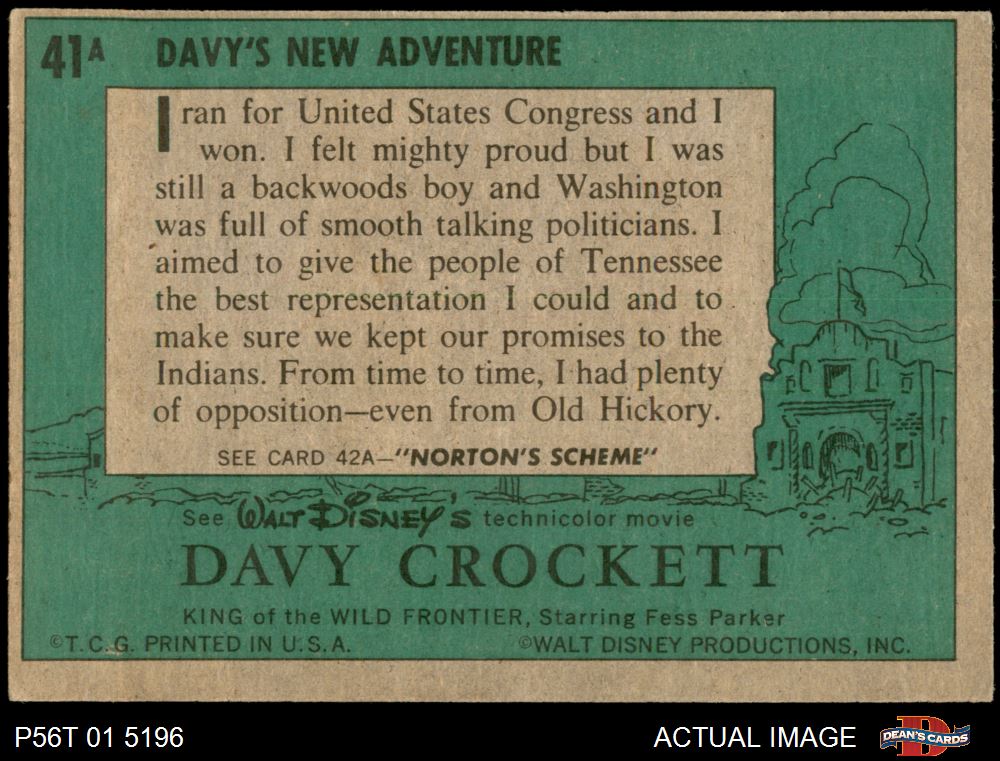 41A DAVY'S NEW ADVENTURE
I ran for United States Congress and I
won. I felt mighty proud but I was
still a backwoods boy and Washington
was full of smooth talking politicians. I
aimed to give the people of Tennessee
the best representation I could and to
make sure we kept our promises to the
Indians. From time to time, I had plenty
of opposition—even from Old Hickory.
SEE CARD 42A—"NORTON'S SCHEME"
See WALT DISNEY'S technicolor movie
DAVY CROCKETT
KING of the WILD FRONTIER, Starring Fess Parker
©T.C.G. PRINTED IN U.S.A. ©WALT DISNEY PRODUCTIONS, INC.
P56T 01 5196 ACTUAL IMAGE D DEAN'S CARDS